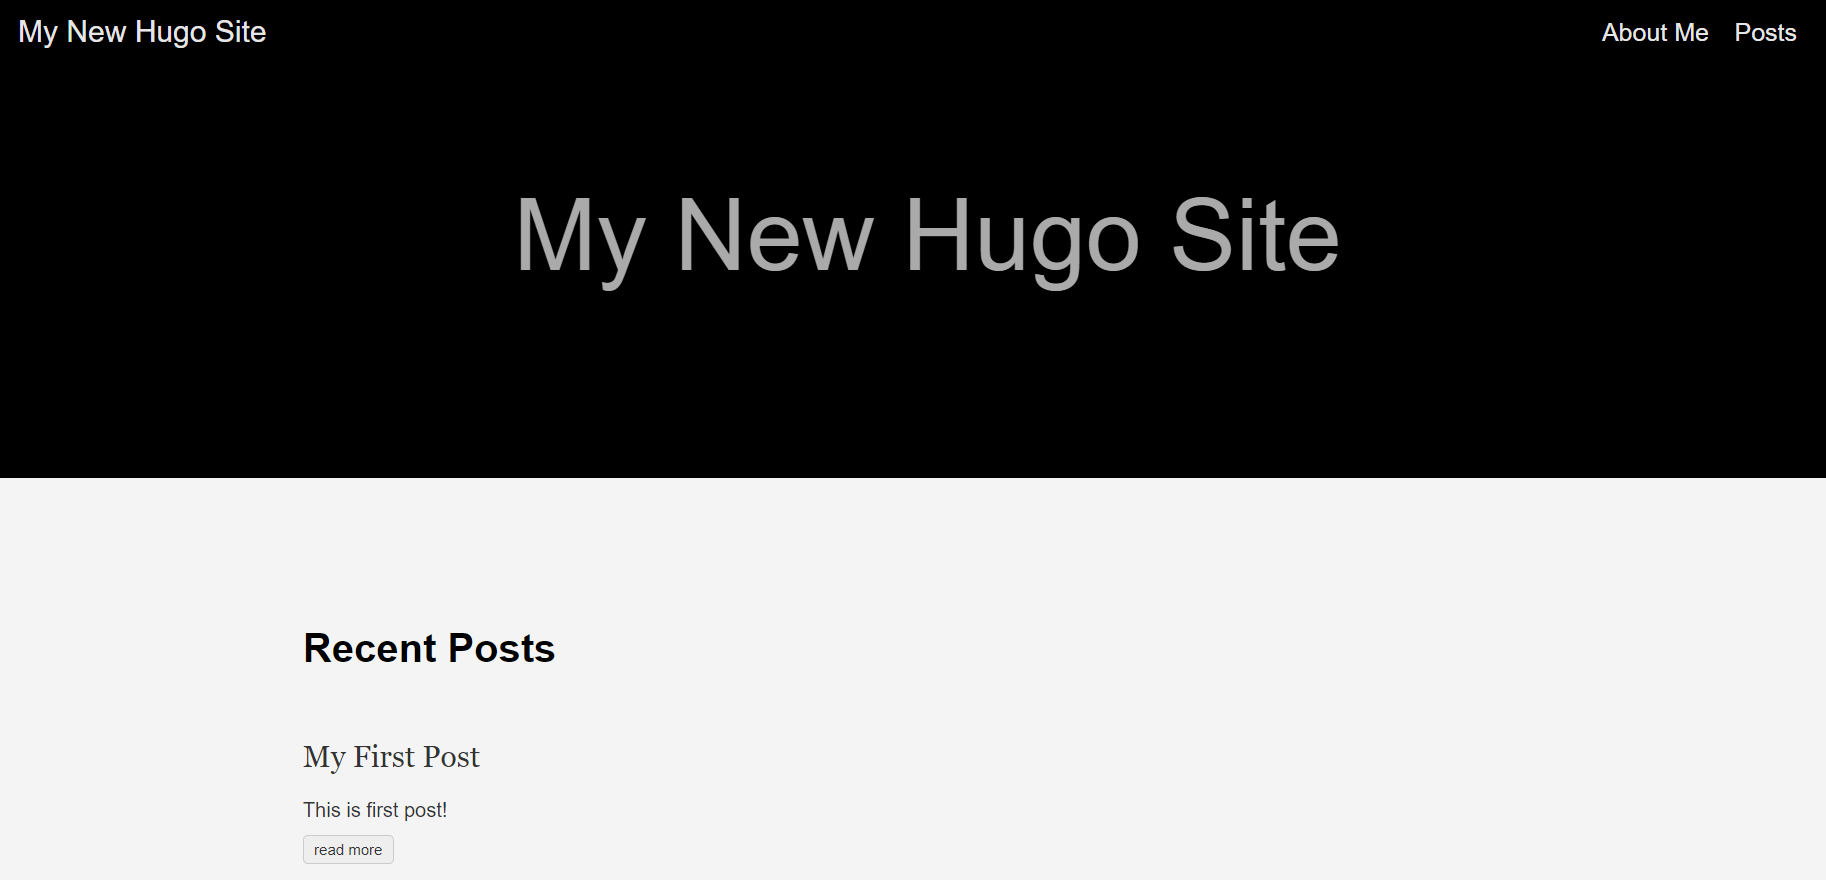 My New Hugo Site
About Me Posts
My New Hugo Site
Recent Posts
My First Post
This is first post!
read more